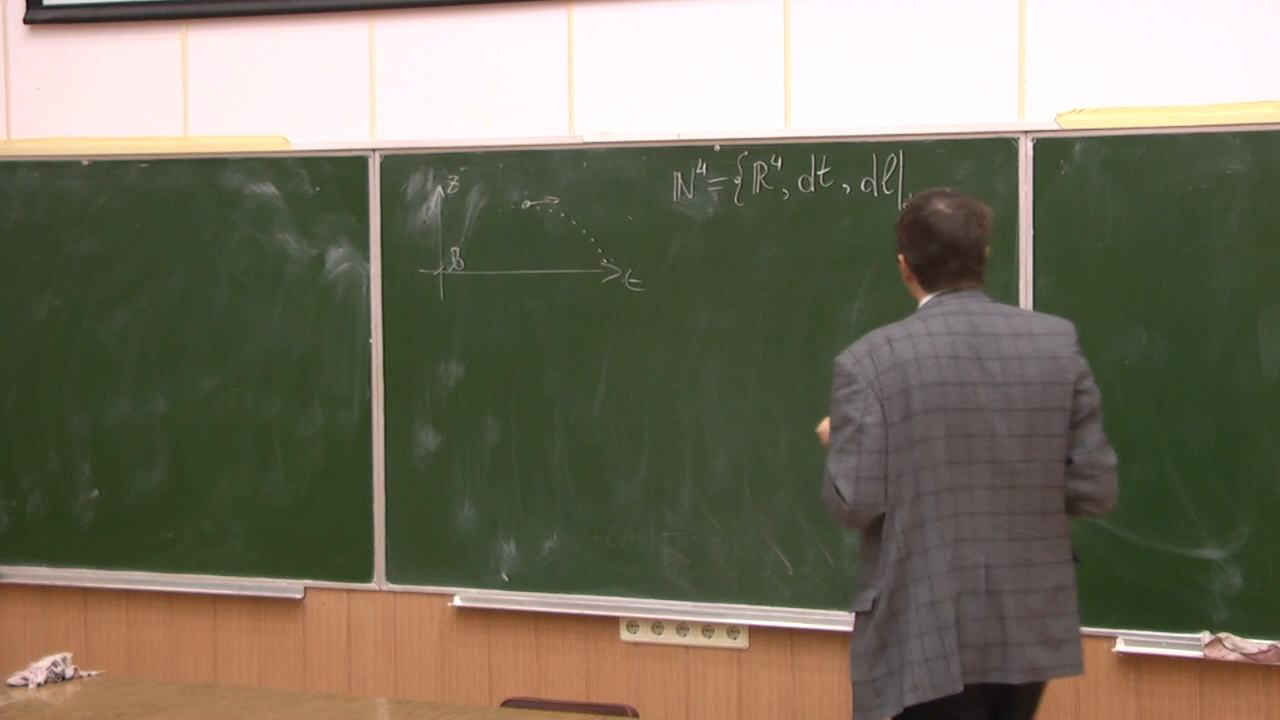 z
t
ℕ⁴={ℝ⁴, dt, dl|